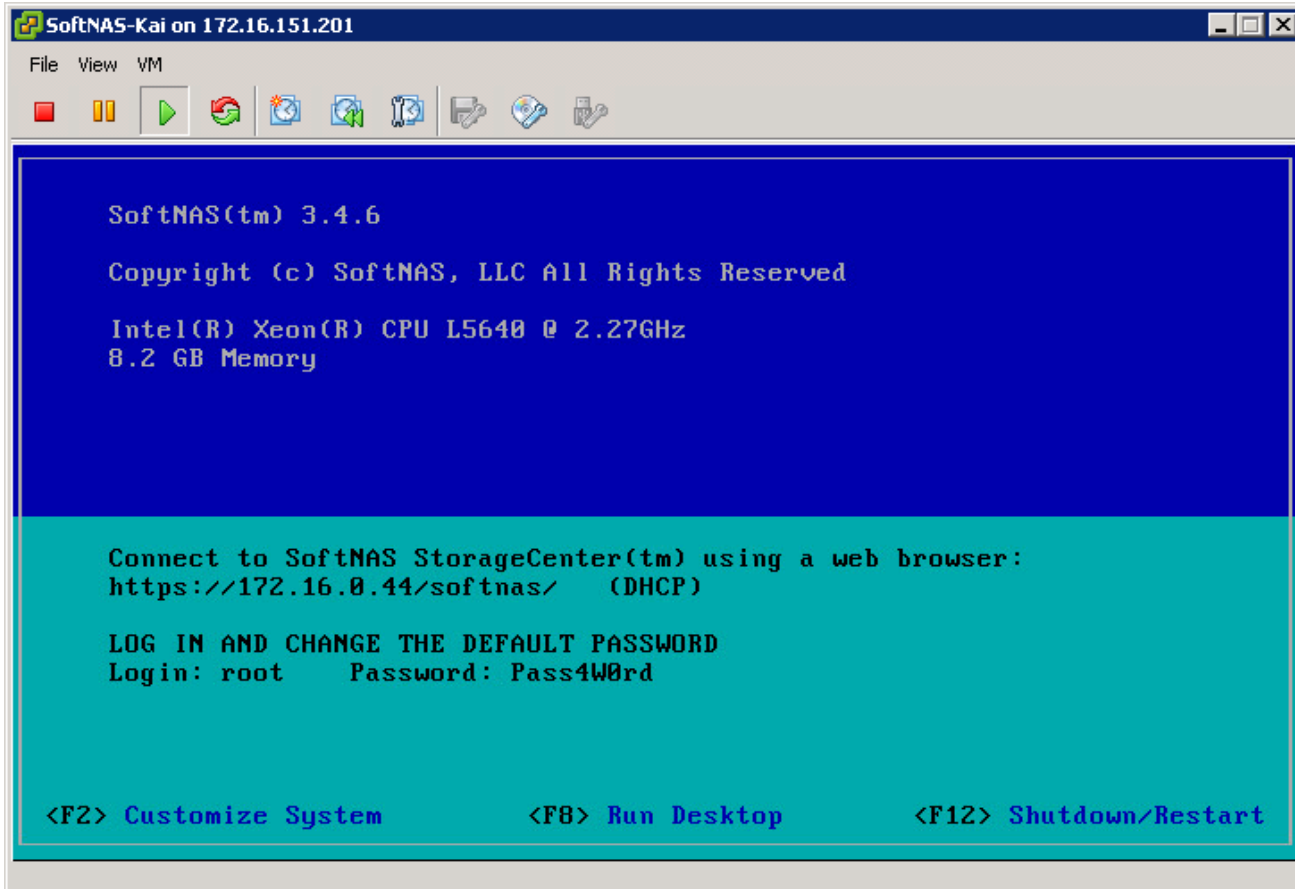 SoftNAS-Kai on 172.16.151.201
File View VM
SoftNAS(tm) 3.4.6
Copyright (c) SoftNAS, LLC All Rights Reserved
Intel(R) Xeon(R) CPU L5640 @ 2.27GHz
8.2 GB Memory
Connect to SoftNAS StorageCenter(tm) using a web browser:
https://172.16.0.44/softnas/ (DHCP)
LOG IN AND CHANGE THE DEFAULT PASSWORD
Login: root Password: Pass4W0rd
<F2> Customize System <F8> Run Desktop <F12> Shutdown/Restart